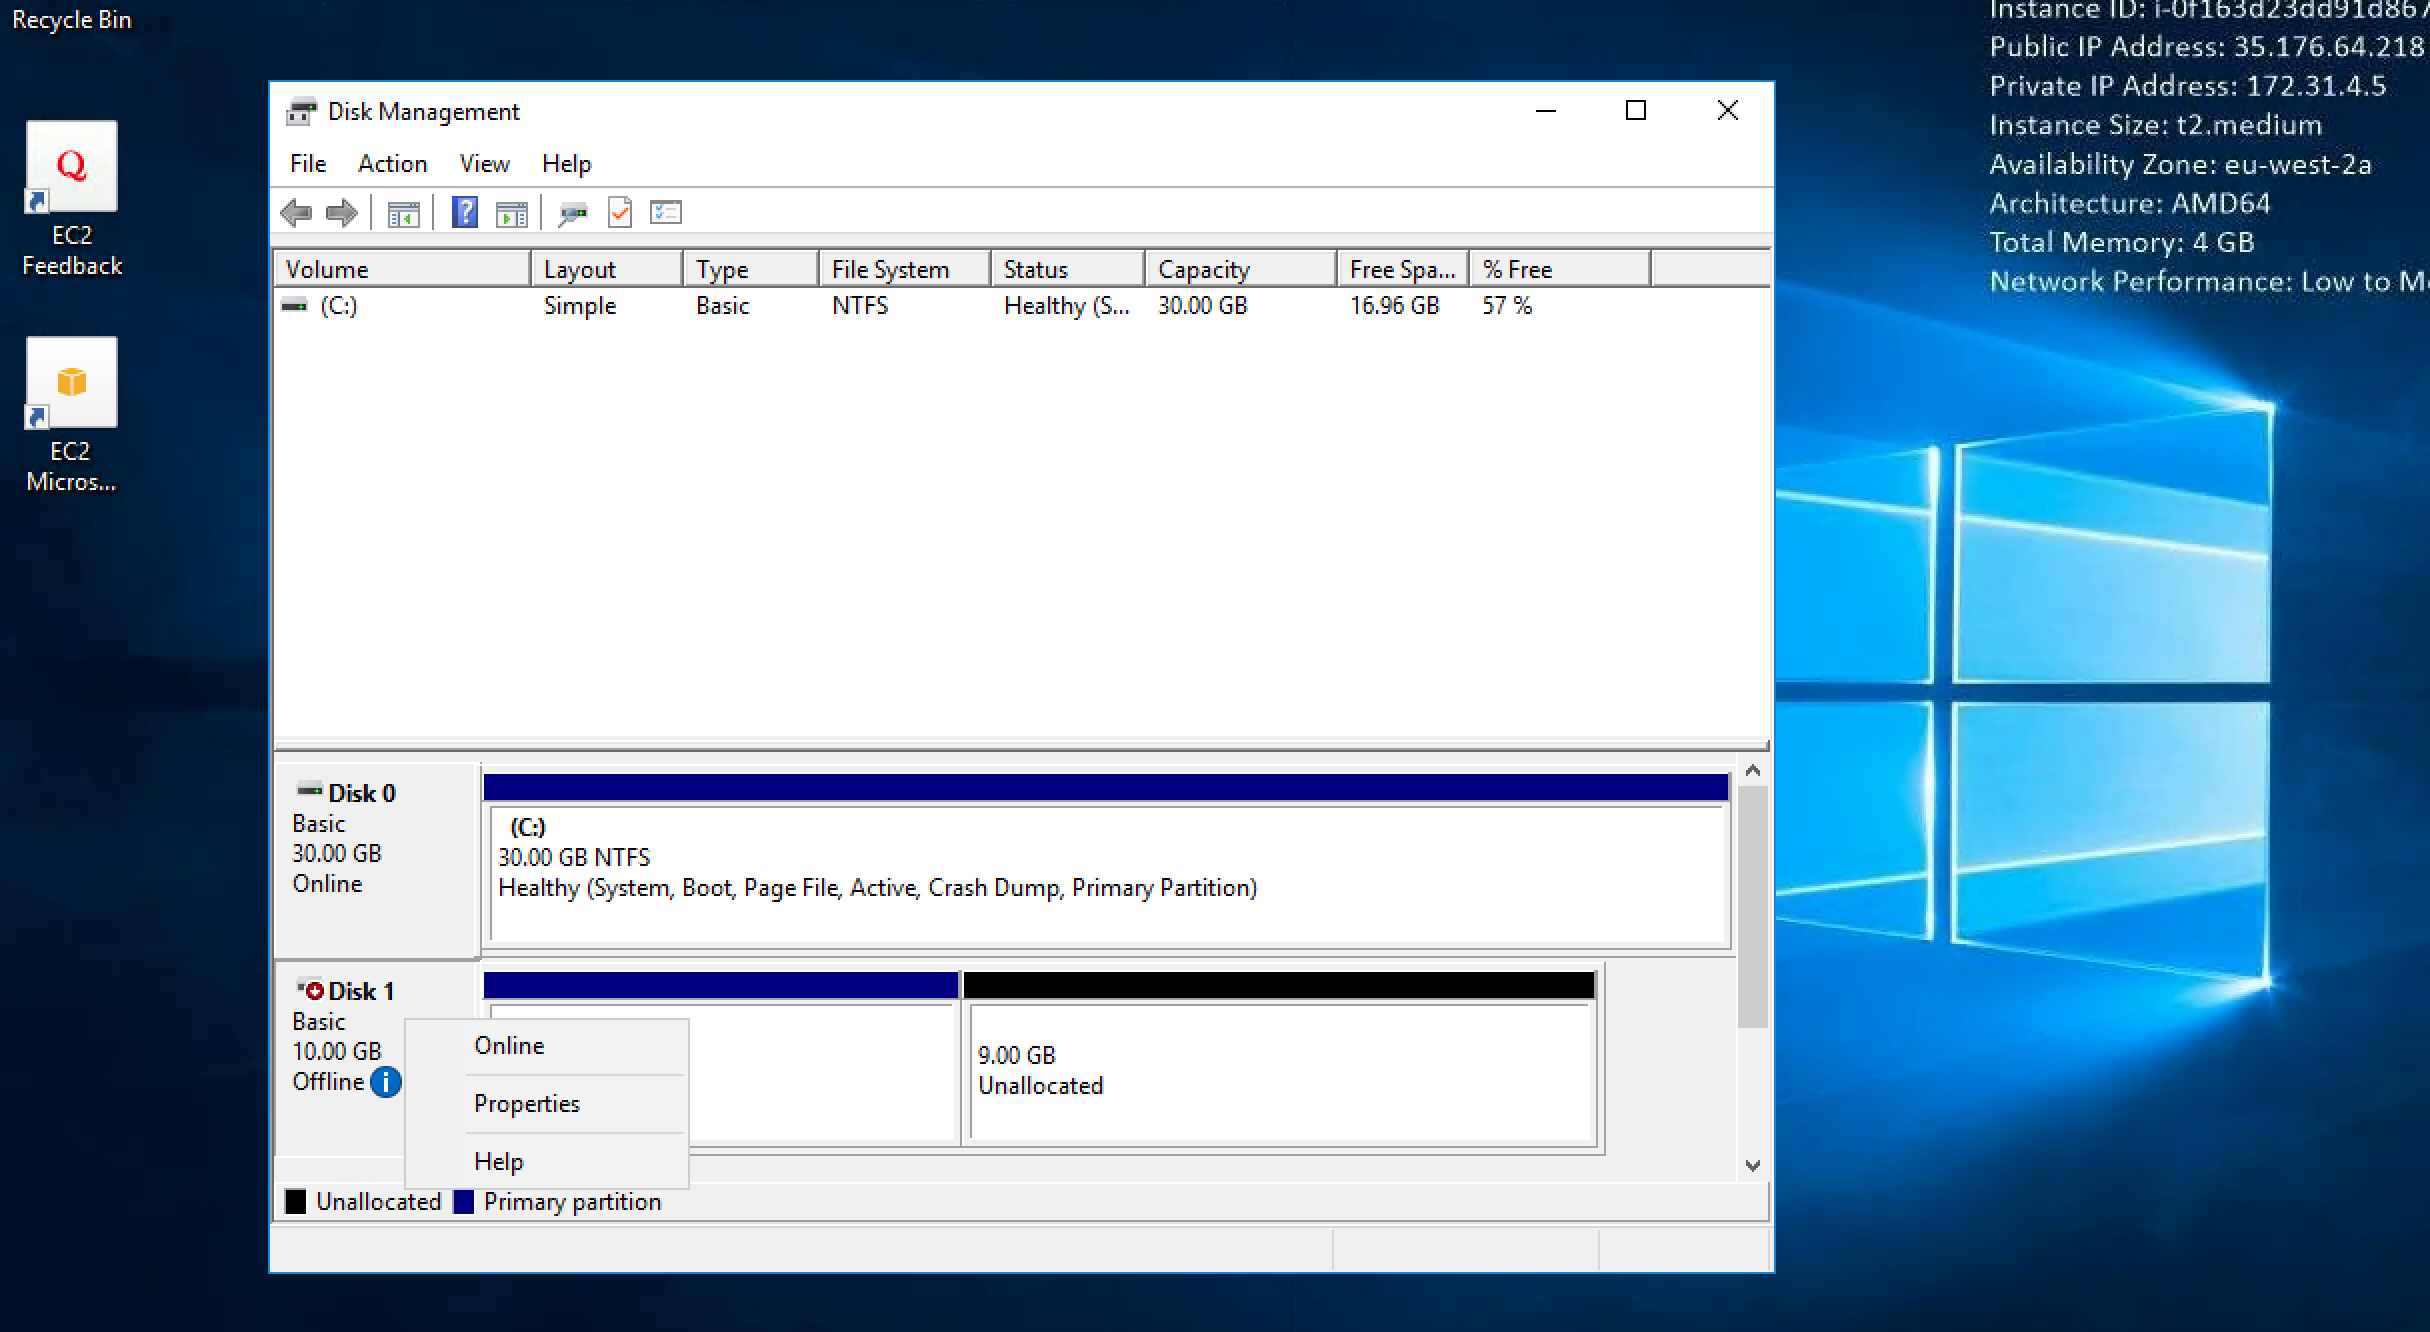 Recycle Bin
EC2
Feedback
EC2
Micros...
Instance ID: i-0f163d23dd91d867
Public IP Address: 35.176.64.218
Private IP Address: 172.31.4.5
Instance Size: t2.medium
Availability Zone: eu-west-2a
Architecture: AMD64
Total Memory: 4 GB
Network Performance: Low to M
Disk Management
File Action View Help
Volume Layout Type File System Status Capacity Free Spa... % Free
(C:) Simple Basic NTFS Healthy (S... 30.00 GB 16.96 GB 57 %
Disk 0
Basic
30.00 GB
Online
(C:)
30.00 GB NTFS
Healthy (System, Boot, Page File, Active, Crash Dump, Primary Partition)
Disk 1
Basic
10.00 GB
Offline
Online
Properties
Help
9.00 GB
Unallocated
Unallocated Primary partition